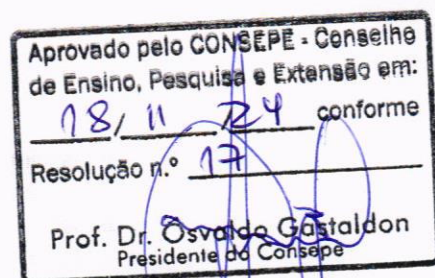 Aprovado pelo CONSEPE - Conselho
de Ensino, Pesquisa e Extensão em:
18/ 11 /24 conforme
Resolução n.º 17
Prof. Dr. Osvaldo Gastaldon
Presidente do Consepe